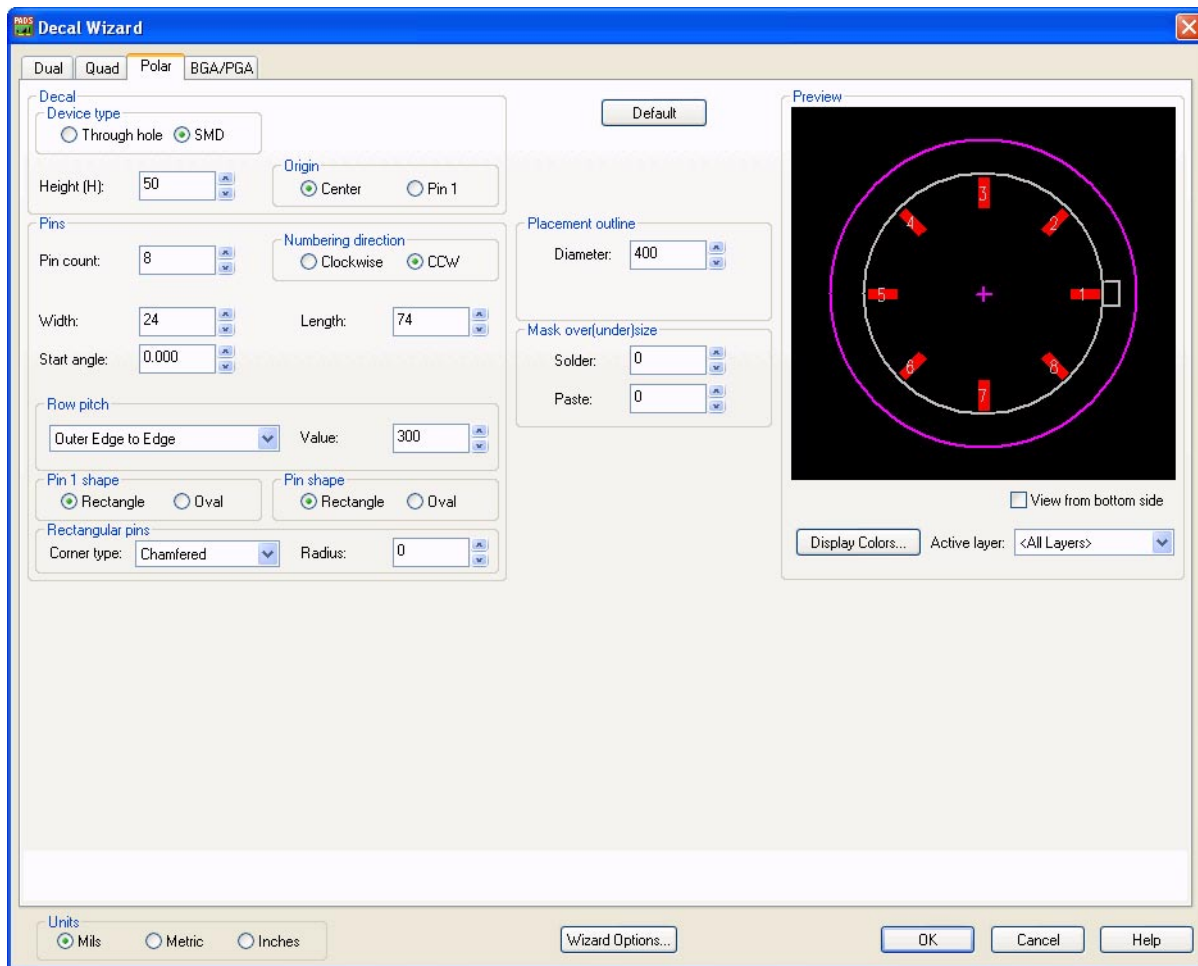 PADS Decal Wizard
Dual Quad Polar BGA/PGA
Decal
Device type
Through hole SMD
Height (H): 50
Origin
Center Pin 1
Default
Pins
Pin count: 8
Numbering direction
Clockwise CCW
Width: 24 Length: 74
Start angle: 0.000
Row pitch
Outer Edge to Edge Value: 300
Pin 1 shape
Rectangle Oval
Pin shape
Rectangle Oval
Rectangular pins
Corner type: Chamfered Radius: 0
Placement outline
Diameter: 400
Mask over(under)size
Solder: 0
Paste: 0
Preview
3
4 2
5 1
6 8
7
View from bottom side
Display Colors... Active layer: <All Layers>
Units
Mils Metric Inches
Wizard Options...
OK Cancel Help